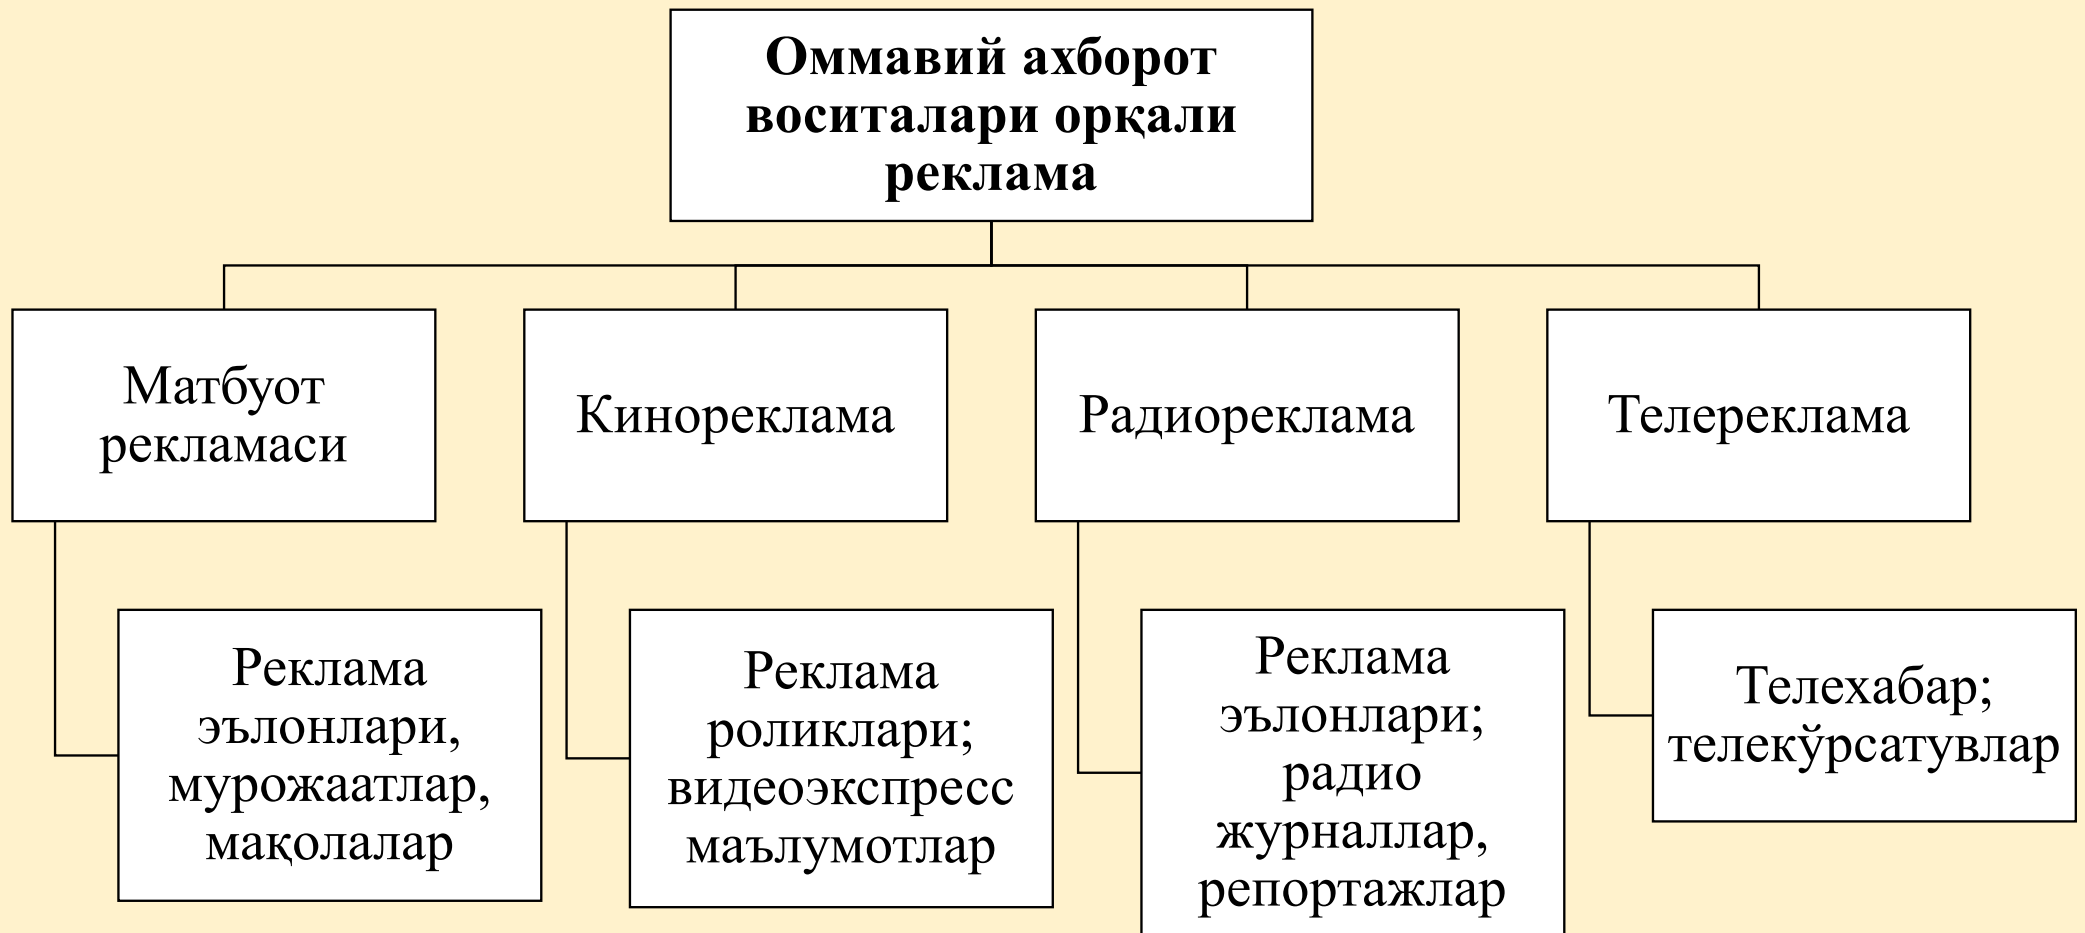 Оммавий ахборот
воситалари орқали
реклама
Матбуот
рекламаси
Кинореклама
Радиореклама
Телереклама
Реклама
эълонлари,
мурожаатлар,
мақолалар
Реклама
роликлари;
видеоэкспресс
маълумотлар
Реклама
эълонлари;
радио
журналлар,
репортажлар
Телехабар;
телекўрсатувлар